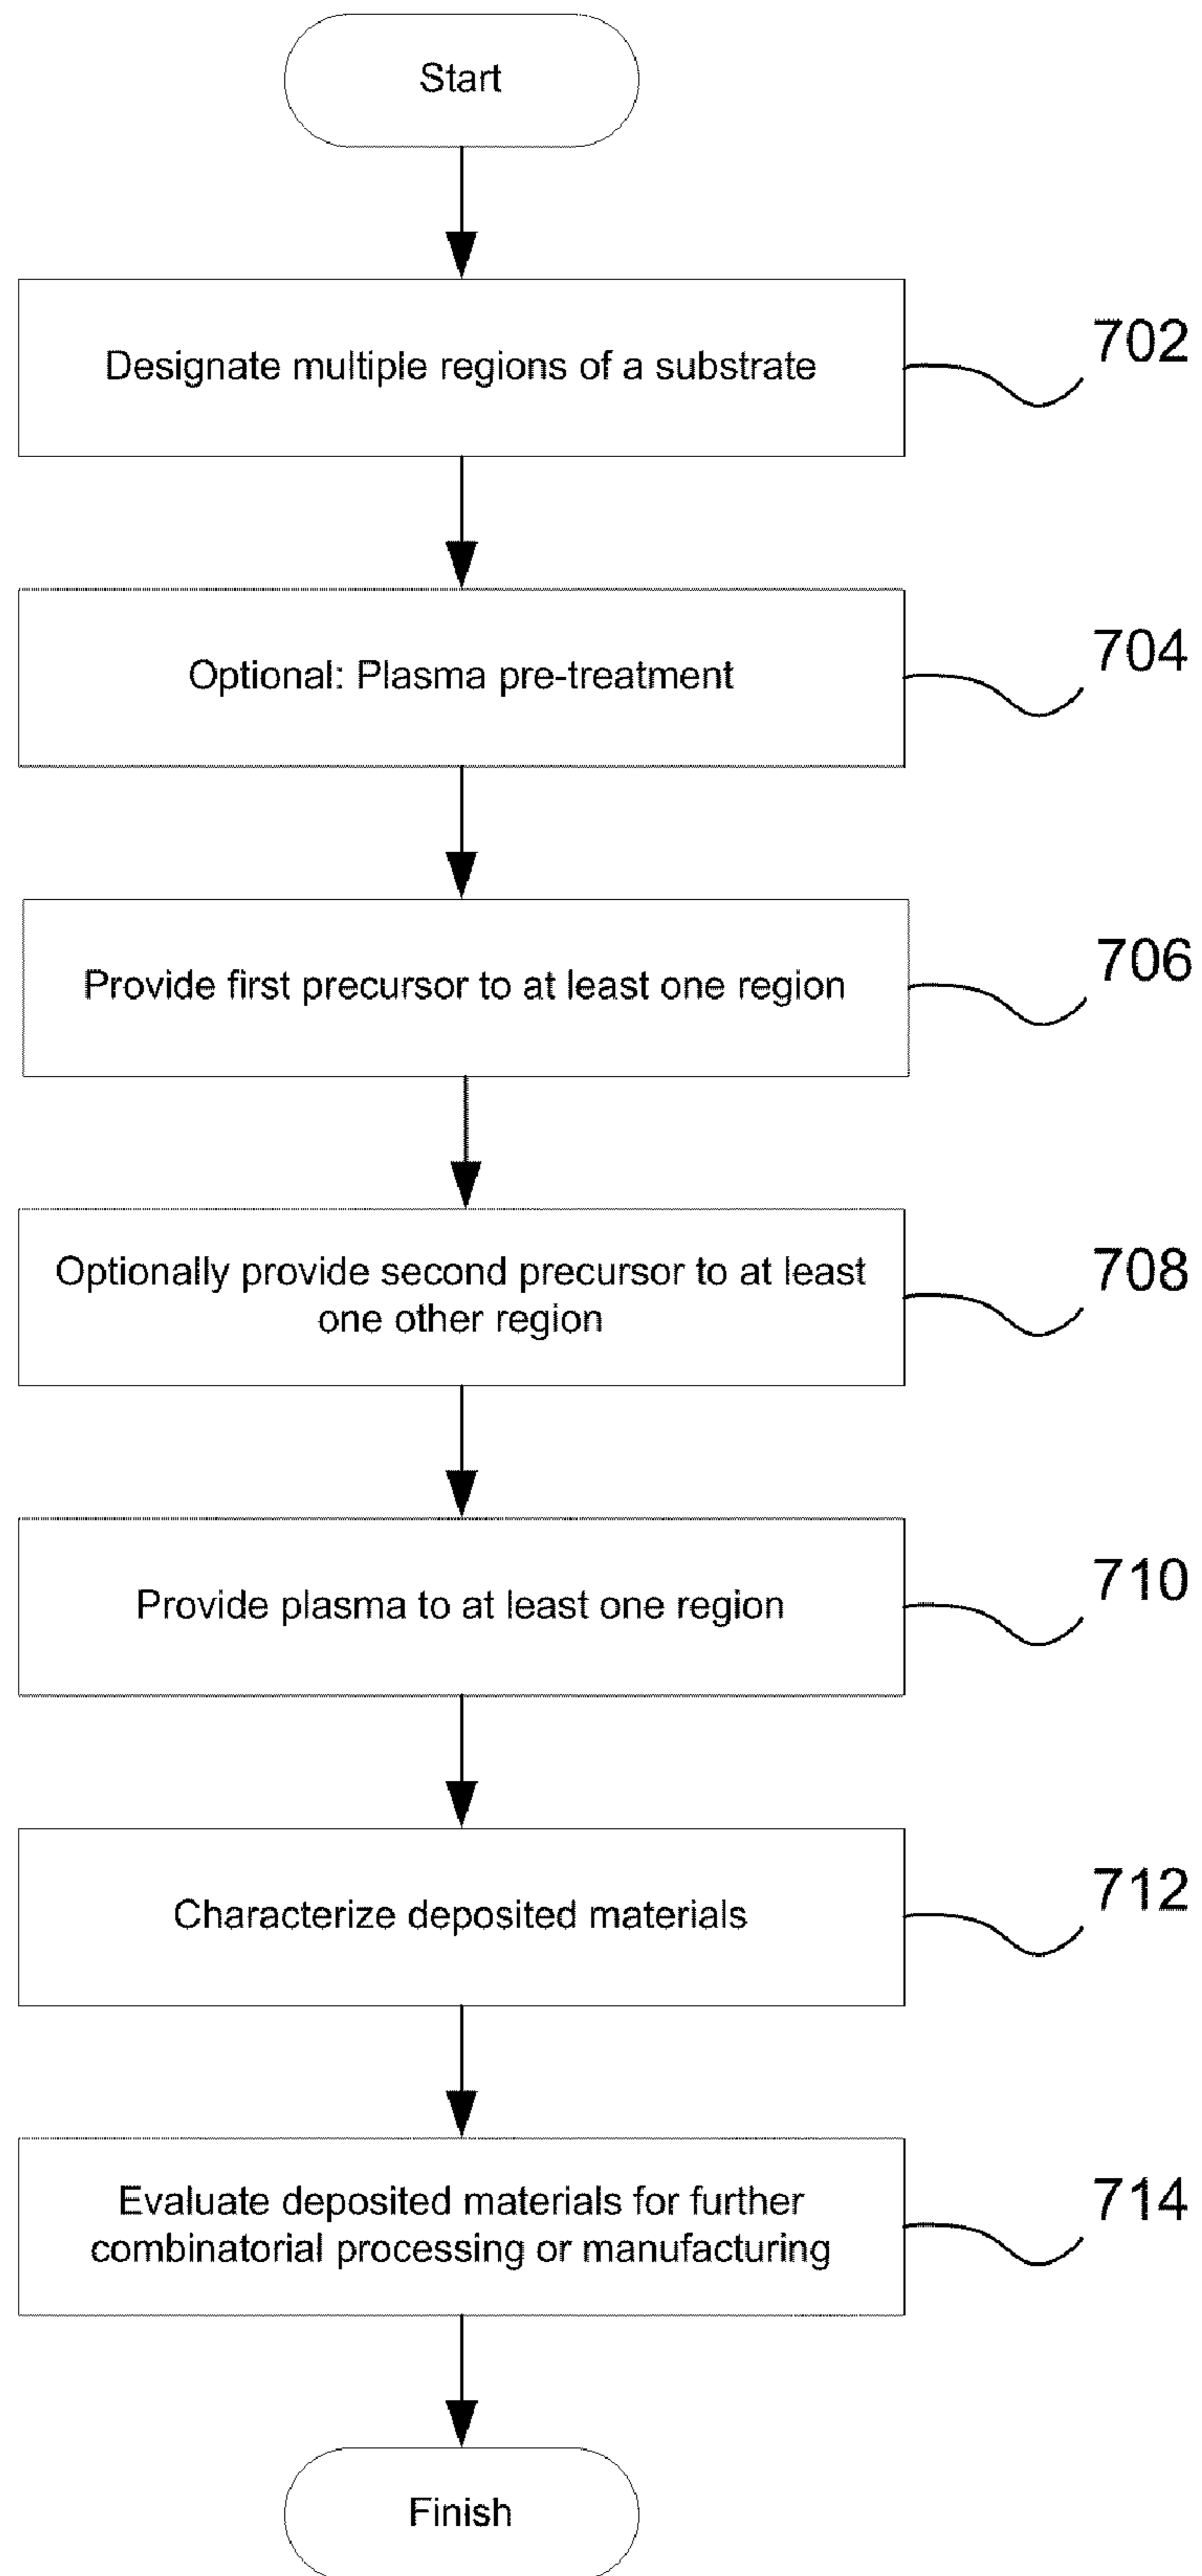 Start
Designate multiple regions of a substrate
702
Optional: Plasma pre-treatment
704
Provide first precursor to at least one region
706
Optionally provide second precursor to at least
one other region
708
Provide plasma to at least one region
710
Characterize deposited materials
712
Evaluate deposited materials for further
combinatorial processing or manufacturing
714
Finish